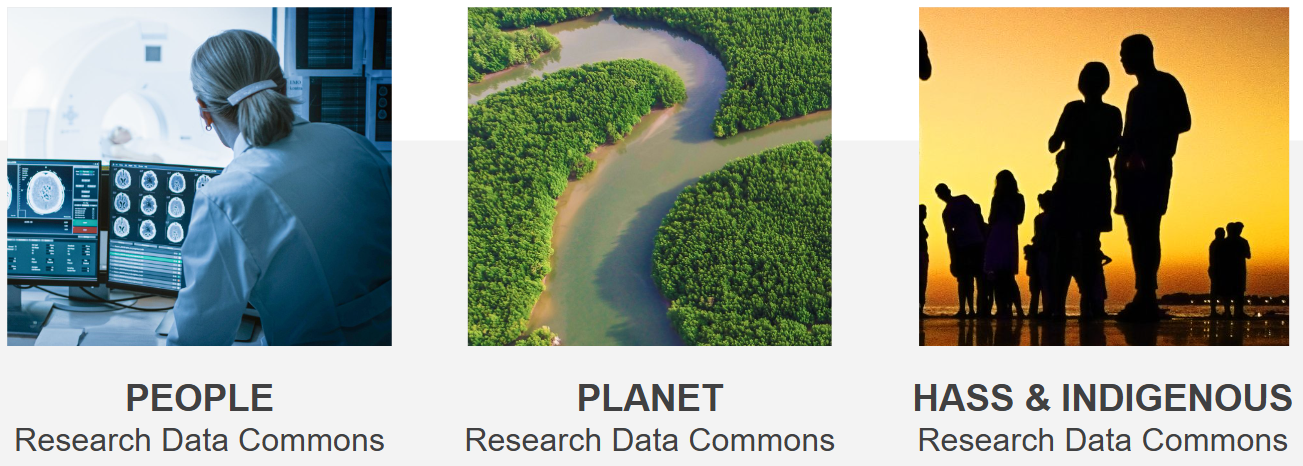 PEOPLE
Research Data Commons
PLANET
Research Data Commons
HASS & INDIGENOUS
Research Data Commons